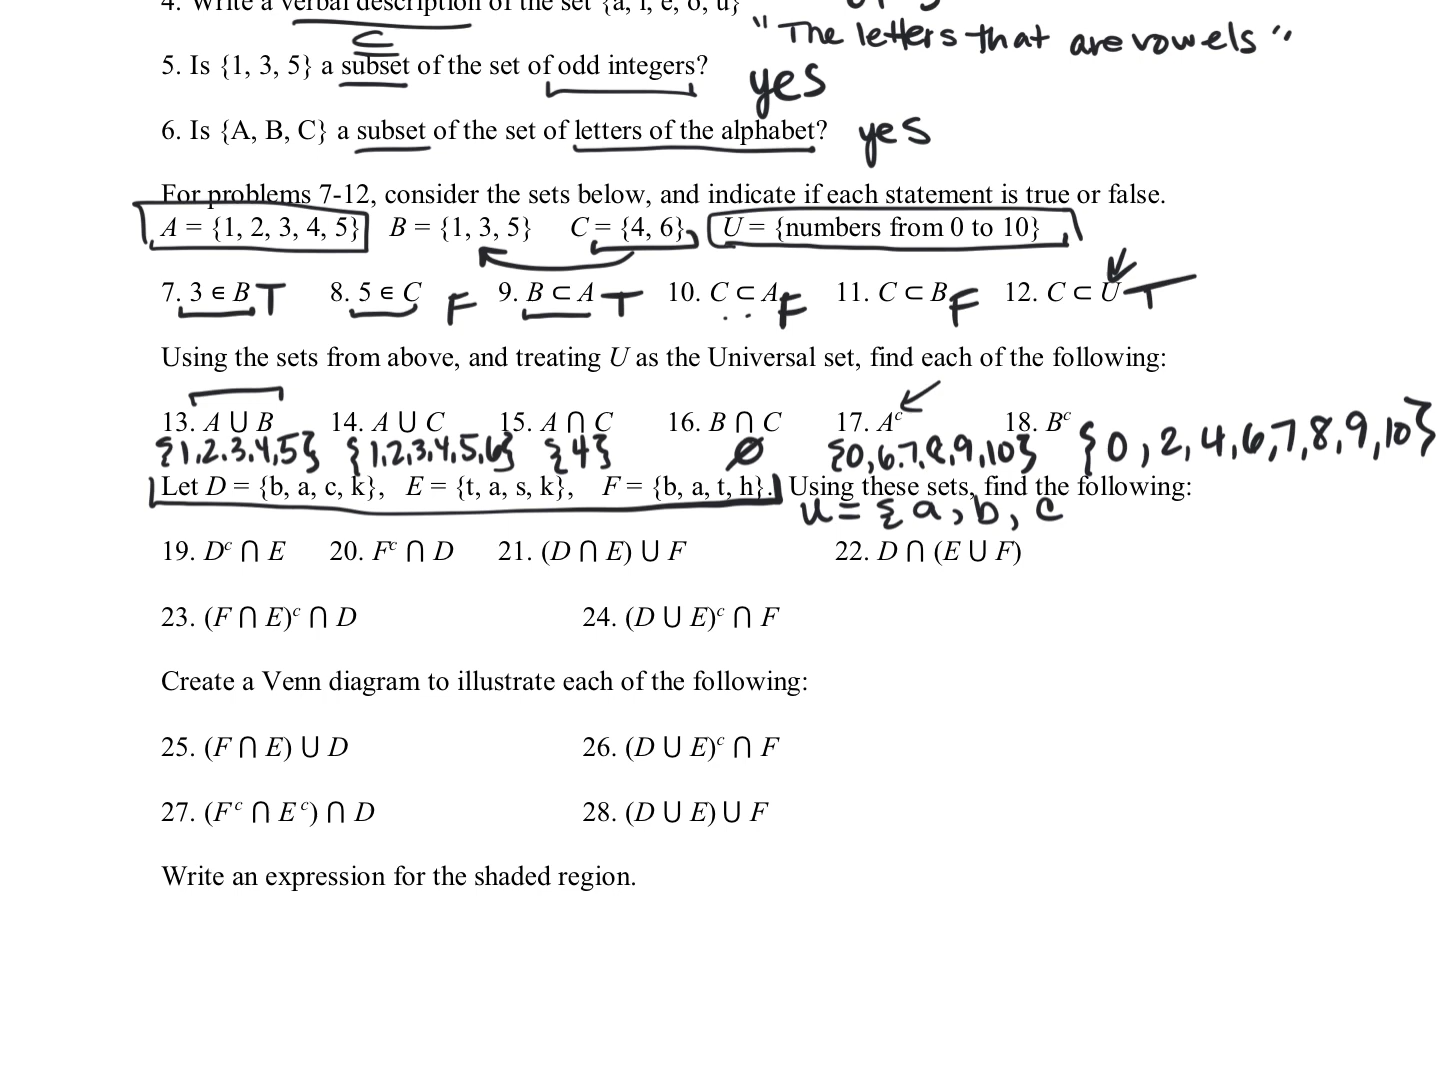 4. Write a verbal description of the set {a, i, e, o, u}
"The letters that are vowels"
⊂
5. Is {1, 3, 5} a subset of the set of odd integers? yes
6. Is {A, B, C} a subset of the set of letters of the alphabet? yes
For problems 7-12, consider the sets below, and indicate if each statement is true or false.
A = {1, 2, 3, 4, 5} B = {1, 3, 5} C = {4, 6} U = {numbers from 0 to 10}
7. 3 ∈ B T 8. 5 ∈ C F 9. B ⊂ A T 10. C ⊂ A F 11. C ⊂ B F 12. C ⊂ U T
Using the sets from above, and treating U as the Universal set, find each of the following:
13. A ⋃ B 14. A ⋃ C 15. A ⋂ C 16. B ⋂ C 17. Aᶜ 18. Bᶜ {0, 2, 4, 6, 7, 8, 9, 10}
{1,2,3,4,5} {1,2,3,4,5,6} {4} ∅ {0,6,7,8,9,10}
Let D = {b, a, c, k}, E = {t, a, s, k}, F = {b, a, t, h}. Using these sets, find the following:
u = {a, b, c
19. Dᶜ ⋂ E 20. Fᶜ ⋂ D 21. (D ⋂ E) ⋃ F 22. D ⋂ (E ⋃ F)
23. (F ⋂ E)ᶜ ⋂ D 24. (D ⋃ E)ᶜ ⋂ F
Create a Venn diagram to illustrate each of the following:
25. (F ⋂ E) ⋃ D 26. (D ⋃ E)ᶜ ⋂ F
27. (Fᶜ ⋂ Eᶜ) ⋂ D 28. (D ⋃ E) ⋃ F
Write an expression for the shaded region.